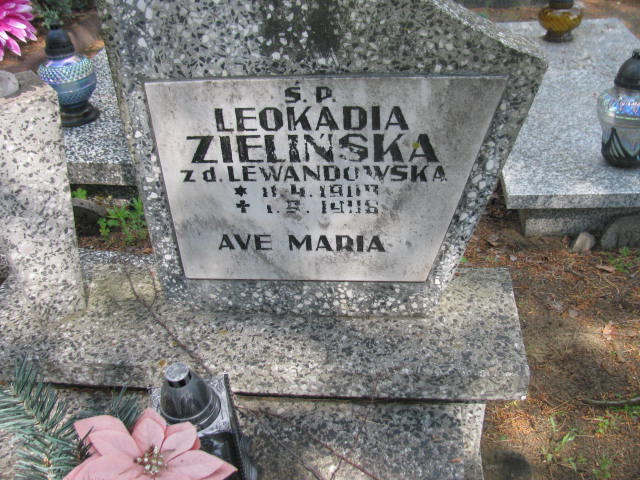 Ś. P.
LEOKADIA
ZIELIŃSKA
z d. LEWANDOWSKA
AVE MARIA